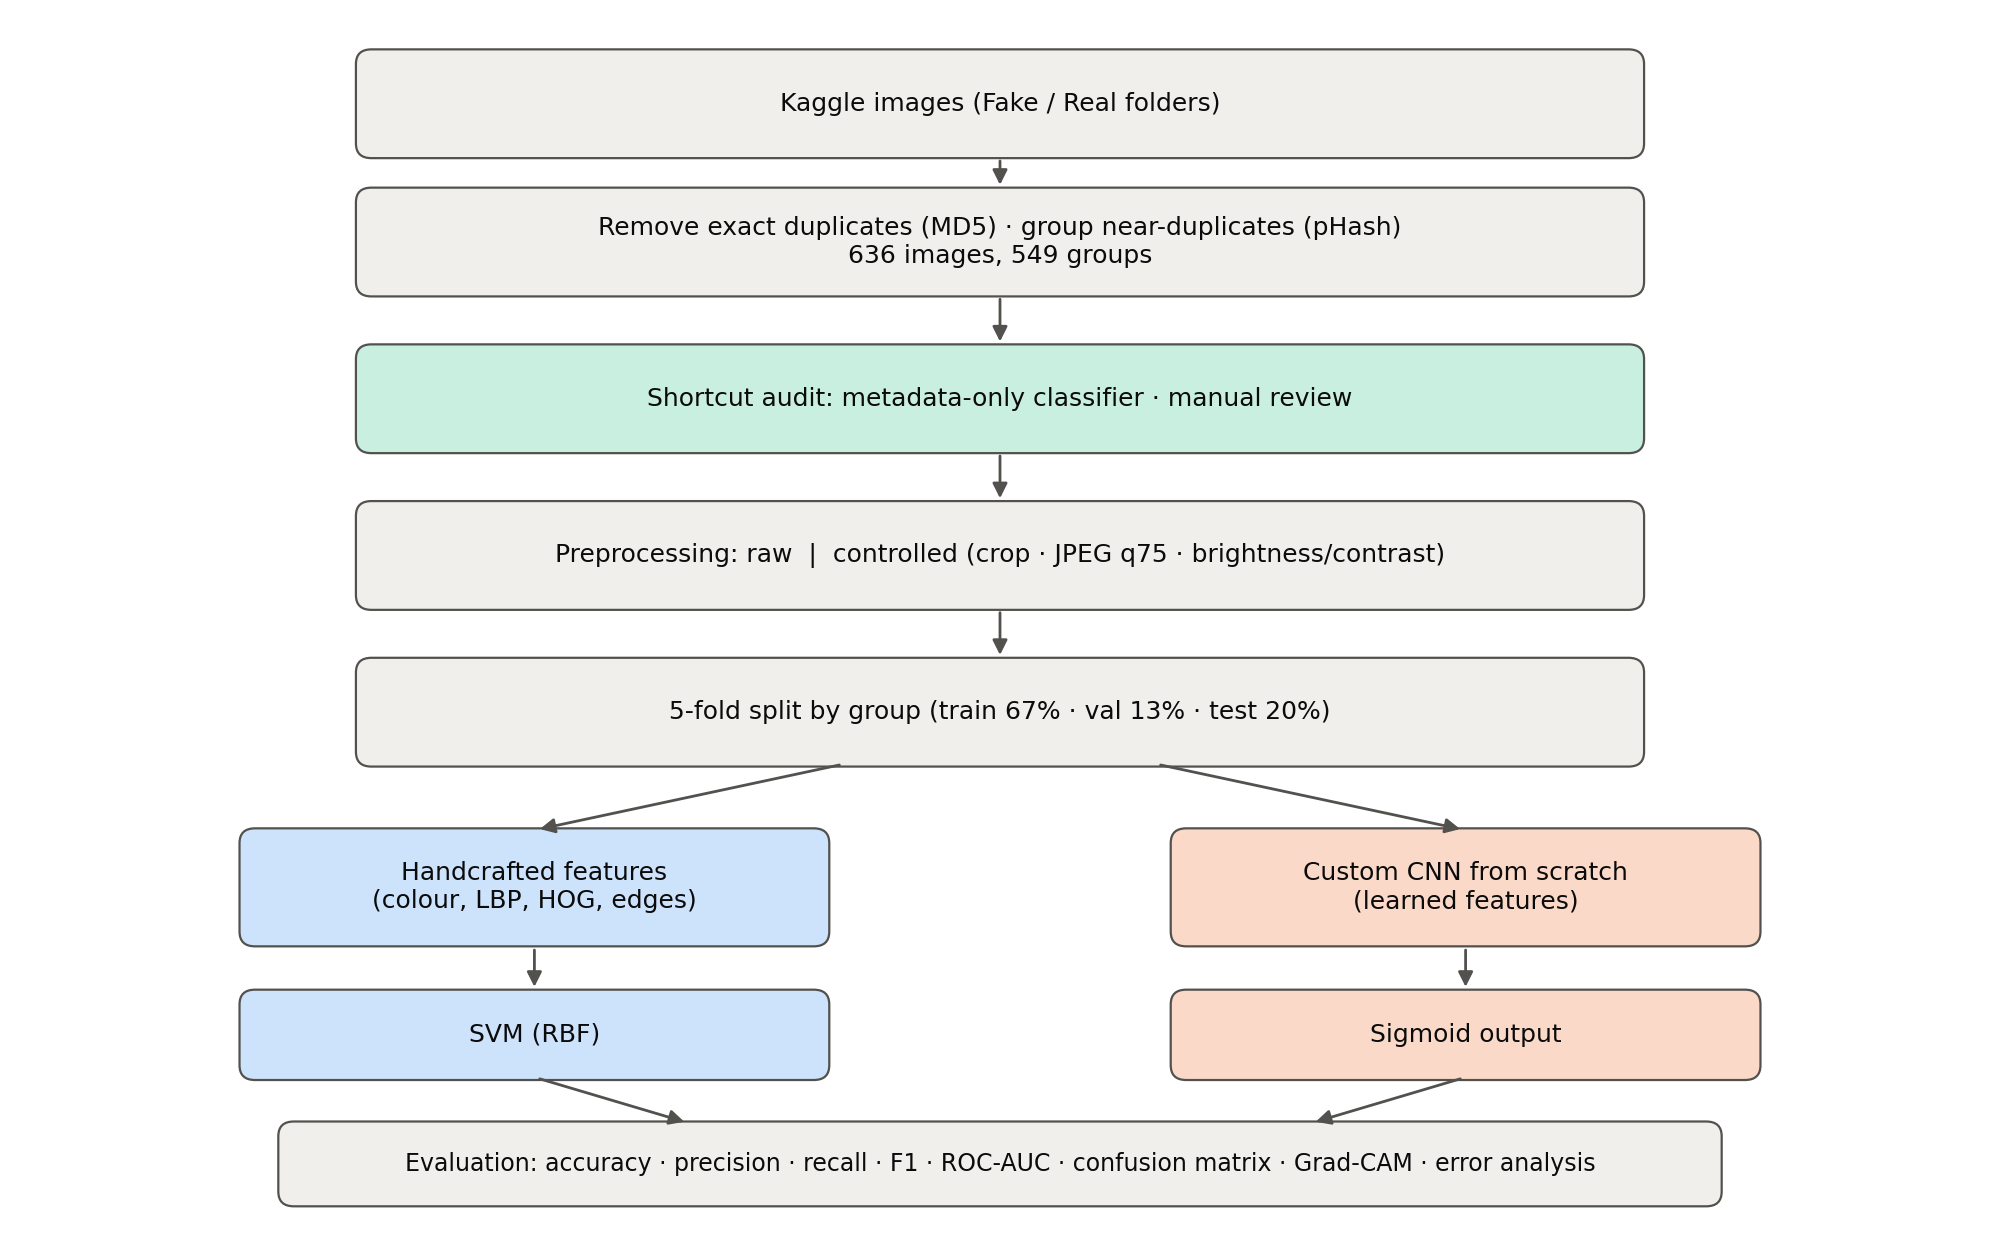 Kaggle images (Fake / Real folders)
Remove exact duplicates (MD5) · group near-duplicates (pHash)
636 images, 549 groups
Shortcut audit: metadata-only classifier · manual review
Preprocessing: raw | controlled (crop · JPEG q75 · brightness/contrast)
5-fold split by group (train 67% · val 13% · test 20%)
Handcrafted features
(colour, LBP, HOG, edges)
Custom CNN from scratch
(learned features)
SVM (RBF)
Sigmoid output
Evaluation: accuracy · precision · recall · F1 · ROC-AUC · confusion matrix · Grad-CAM · error analysis